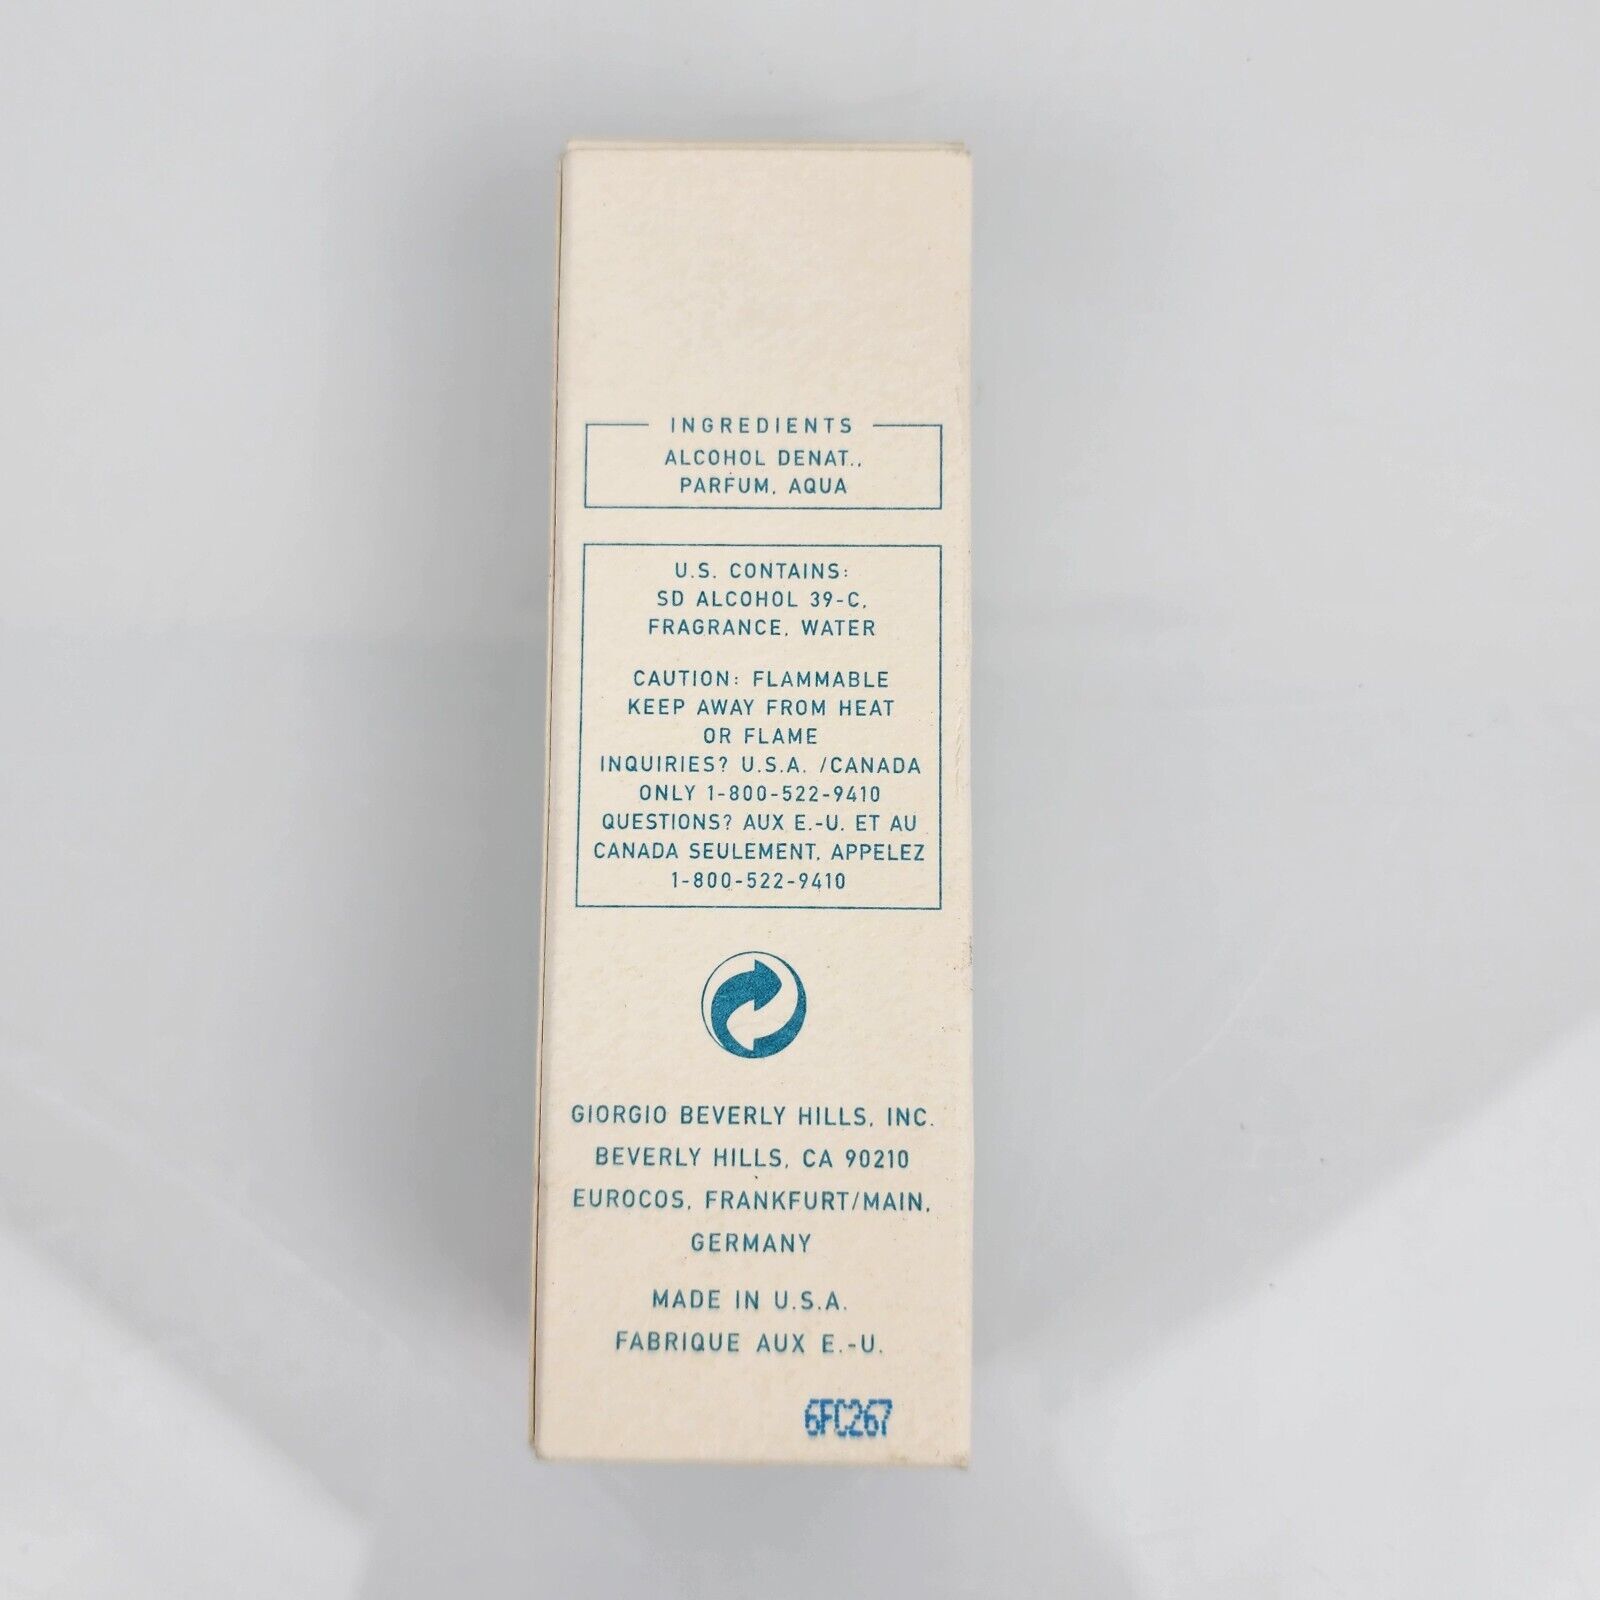 INGREDIENTS
ALCOHOL DENAT.,
PARFUM, AQUA
U.S. CONTAINS:
SD ALCOHOL 39-C,
FRAGRANCE, WATER
CAUTION: FLAMMABLE
KEEP AWAY FROM HEAT
OR FLAME
INQUIRIES? U.S.A. /CANADA
ONLY 1-800-522-9410
QUESTIONS? AUX E.-U. ET AU
CANADA SEULEMENT, APPELEZ
1-800-522-9410
GIORGIO BEVERLY HILLS, INC.
BEVERLY HILLS, CA 90210
EUROCOS, FRANKFURT/MAIN,
GERMANY
MADE IN U.S.A.
FABRIQUE AUX E.-U.
6FC267